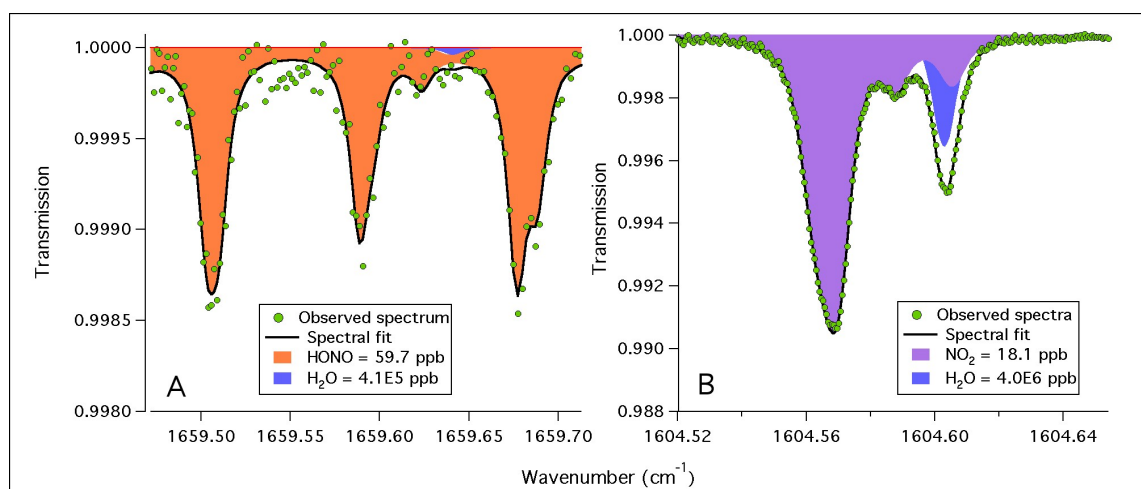 1.0000
0.9995
0.9990
0.9985
0.9980
Transmission
1659.50
1659.55
1659.60
1659.65
1659.70
Observed spectrum
Spectral fit
HONO = 59.7 ppb
H₂O = 4.1E5 ppb
A
1.000
0.998
0.996
0.994
0.992
0.990
0.988
Transmission
1604.52
1604.56
1604.60
1604.64
Observed spectra
Spectral fit
NO₂ = 18.1 ppb
H₂O = 4.0E6 ppb
B
Wavenumber (cm⁻¹)